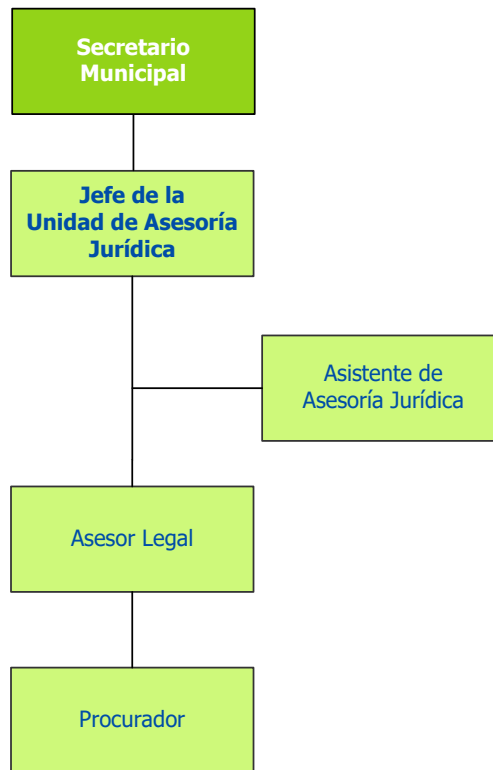 Secretario
Municipal
Jefe de la
Unidad de Asesoría
Jurídica
Asistente de
Asesoría Jurídica
Asesor Legal
Procurador